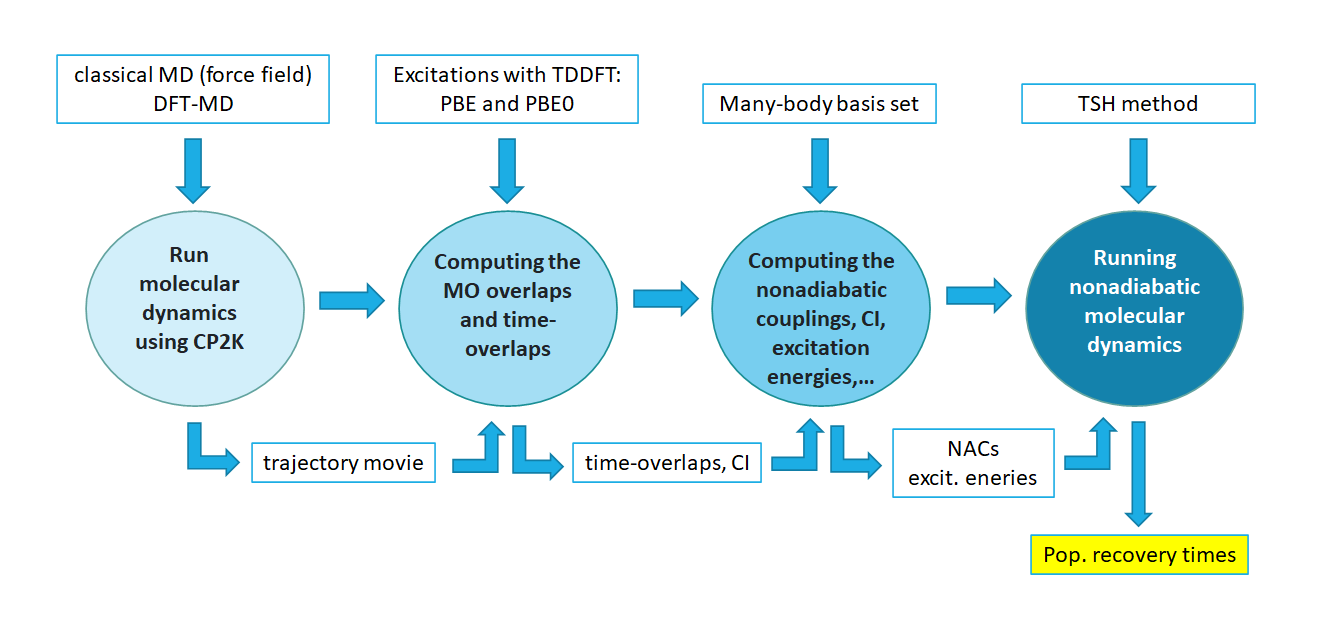 classical MD (force field)
DFT-MD
Excitations with TDDFT:
PBE and PBE0
Many-body basis set
TSH method
Run
molecular
dynamics
using CP2K
Computing the
MO overlaps
and time-
overlaps
Computing the
nonadiabatic
couplings, CI,
excitation
energies,...
Running
nonadiabatic
molecular
dynamics
trajectory movie
time-overlaps, CI
NACs
excit. eneries
Pop. recovery times